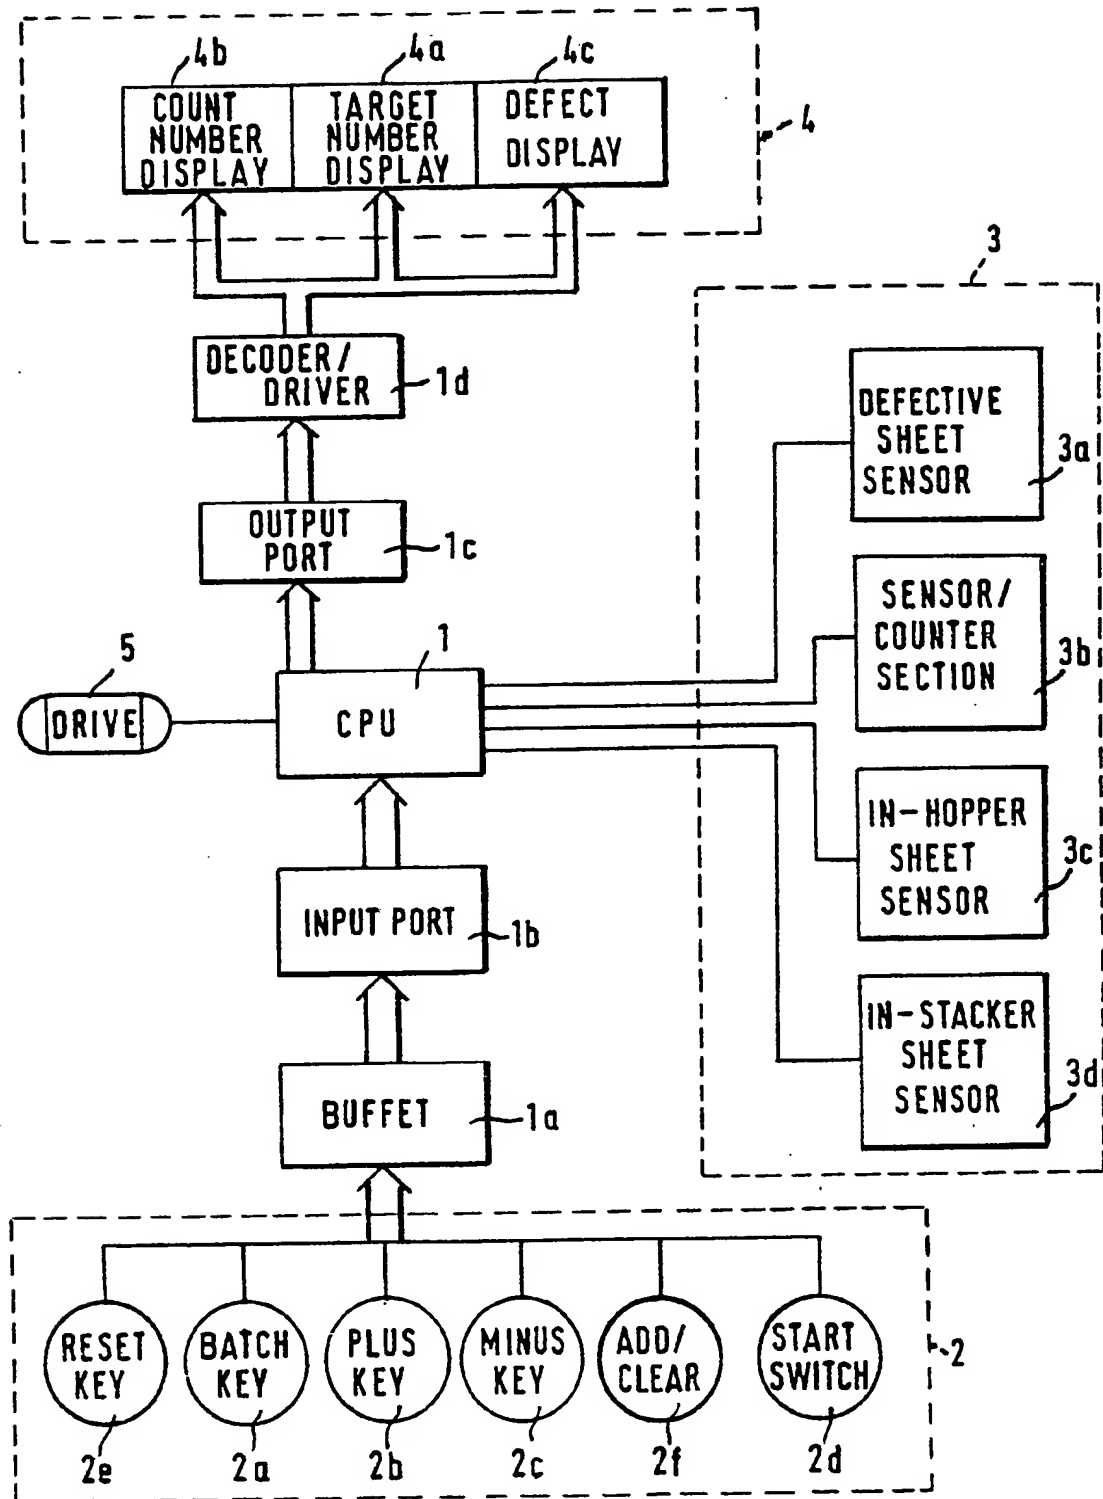 4b
4a
4c
COUNT
NUMBER
DISPLAY
TARGET
NUMBER
DISPLAY
DEFECT
DISPLAY
4
DECODER/
DRIVER
1d
OUTPUT
PORT
1c
5
DRIVE
1
CPU
INPUT PORT
1b
BUFFET
1a
3
DEFECTIVE
SHEET
SENSOR
3a
SENSOR/
COUNTER
SECTION
3b
IN-HOPPER
SHEET
SENSOR
3c
IN-STACKER
SHEET
SENSOR
3d
RESET
KEY
BATCH
KEY
PLUS
KEY
MINUS
KEY
ADD/
CLEAR
START
SWITCH
2
2e
2a
2b
2c
2f
2d